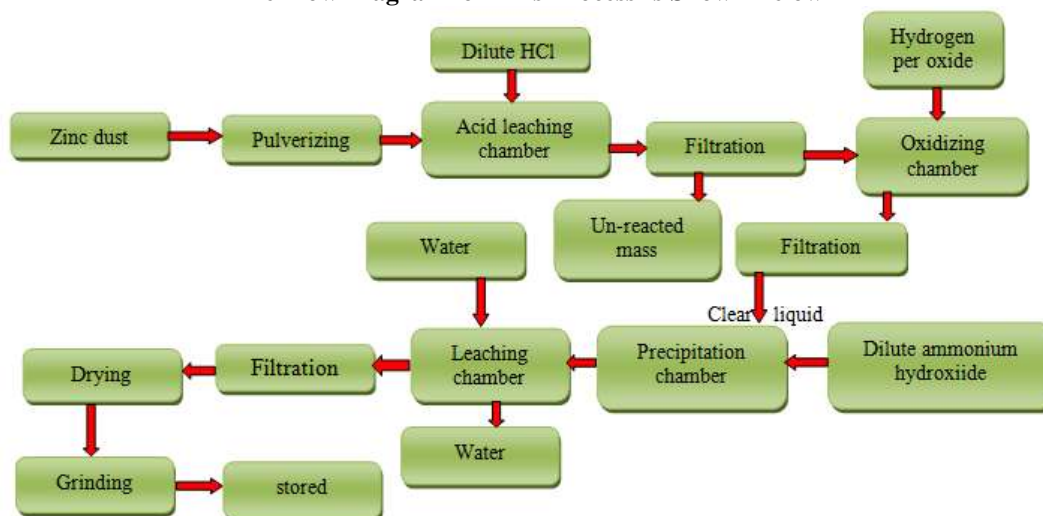 Hydrogen
per oxide
Dilute HCl
Zinc dust
Pulverizing
Acid leaching
chamber
Filtration
Oxidizing
chamber
Un-reacted
mass
Water
Filtration
Clear liquid
Drying
Filtration
Leaching
chamber
Precipitation
chamber
Dilute ammonium
hydroxiide
Water
Grinding
stored